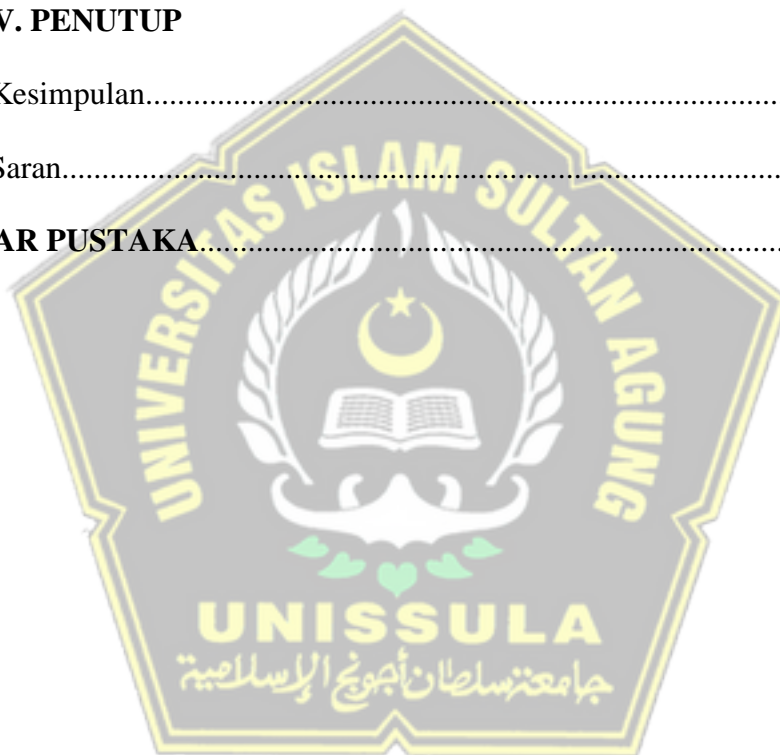 V. PENUTUP
Kesimpulan.....................................................................................
Saran...............................................................................................
AR PUSTAKA.........................................................................
UNIVERSITAS ISLAM SULTAN AGUNG
UNISSULA
جامعة سلطان أجونج الإسلامية